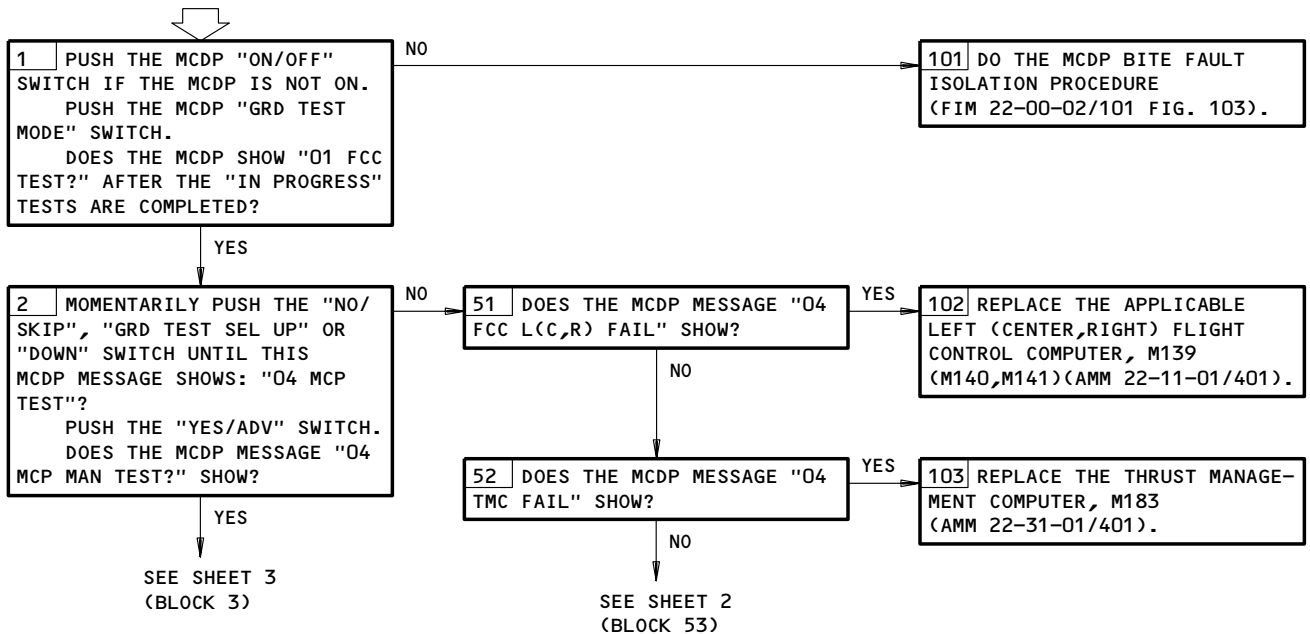 1 PUSH THE MCDP "ON/OFF"
SWITCH IF THE MCDP IS NOT ON.
PUSH THE MCDP "GRD TEST
MODE" SWITCH.
DOES THE MCDP SHOW "01 FCC
TEST?" AFTER THE "IN PROGRESS"
TESTS ARE COMPLETED?
NO
101 DO THE MCDP BITE FAULT
ISOLATION PROCEDURE
(FIM 22-00-02/101 FIG. 103).
YES
2 MOMENTARILY PUSH THE "NO/
SKIP", "GRD TEST SEL UP" OR
"DOWN" SWITCH UNTIL THIS
MCDP MESSAGE SHOWS: "04 MCP
TEST"?
PUSH THE "YES/ADV" SWITCH.
DOES THE MCDP MESSAGE "04
MCP MAN TEST?" SHOW?
NO
51 DOES THE MCDP MESSAGE "04
FCC L(C,R) FAIL" SHOW?
YES
102 REPLACE THE APPLICABLE
LEFT (CENTER,RIGHT) FLIGHT
CONTROL COMPUTER, M139
(M140,M141)(AMM 22-11-01/401).
NO
52 DOES THE MCDP MESSAGE "04
TMC FAIL" SHOW?
YES
103 REPLACE THE THRUST MANAGE-
MENT COMPUTER, M183
(AMM 22-31-01/401).
YES
SEE SHEET 3
(BLOCK 3)
NO
SEE SHEET 2
(BLOCK 53)